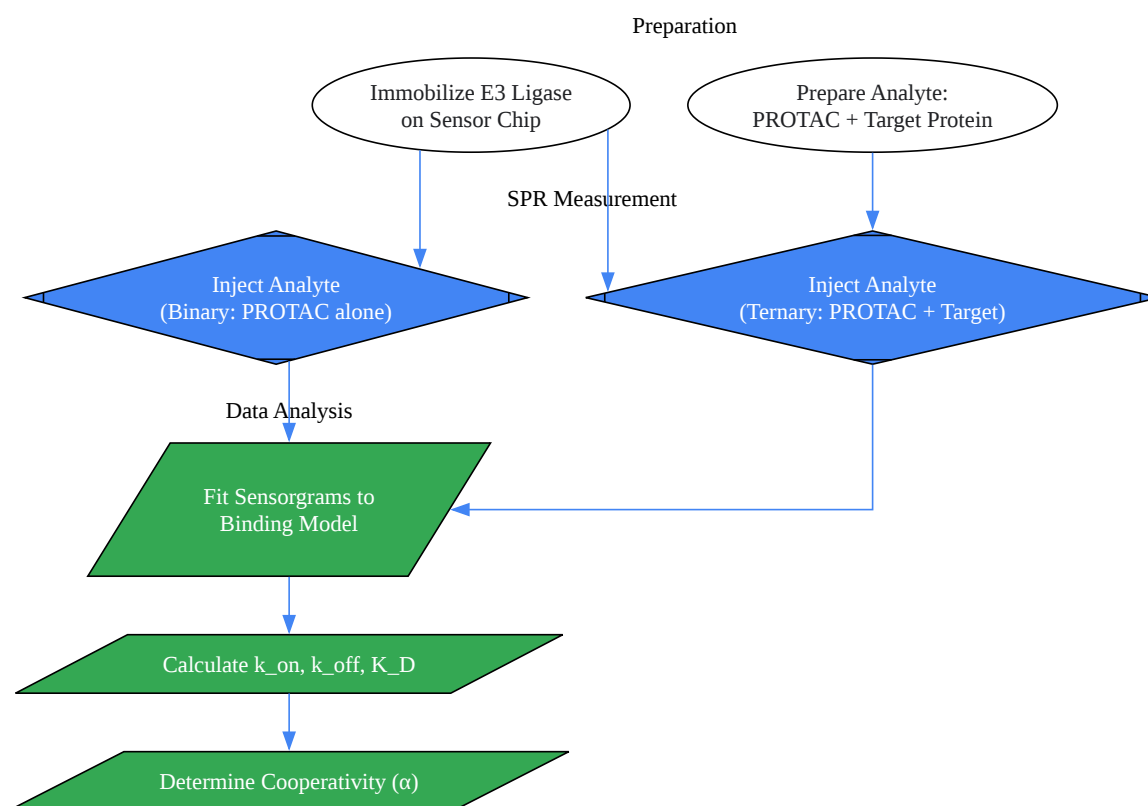 Preparation
Immobilize E3 Ligase
on Sensor Chip
Prepare Analyte:
PROTAC + Target Protein
SPR Measurement
Inject Analyte
(Binary: PROTAC alone)
Inject Analyte
(Ternary: PROTAC + Target)
Data Analysis
Fit Sensorgrams to
Binding Model
Calculate k_on, k_off, K_D
Determine Cooperativity (α)